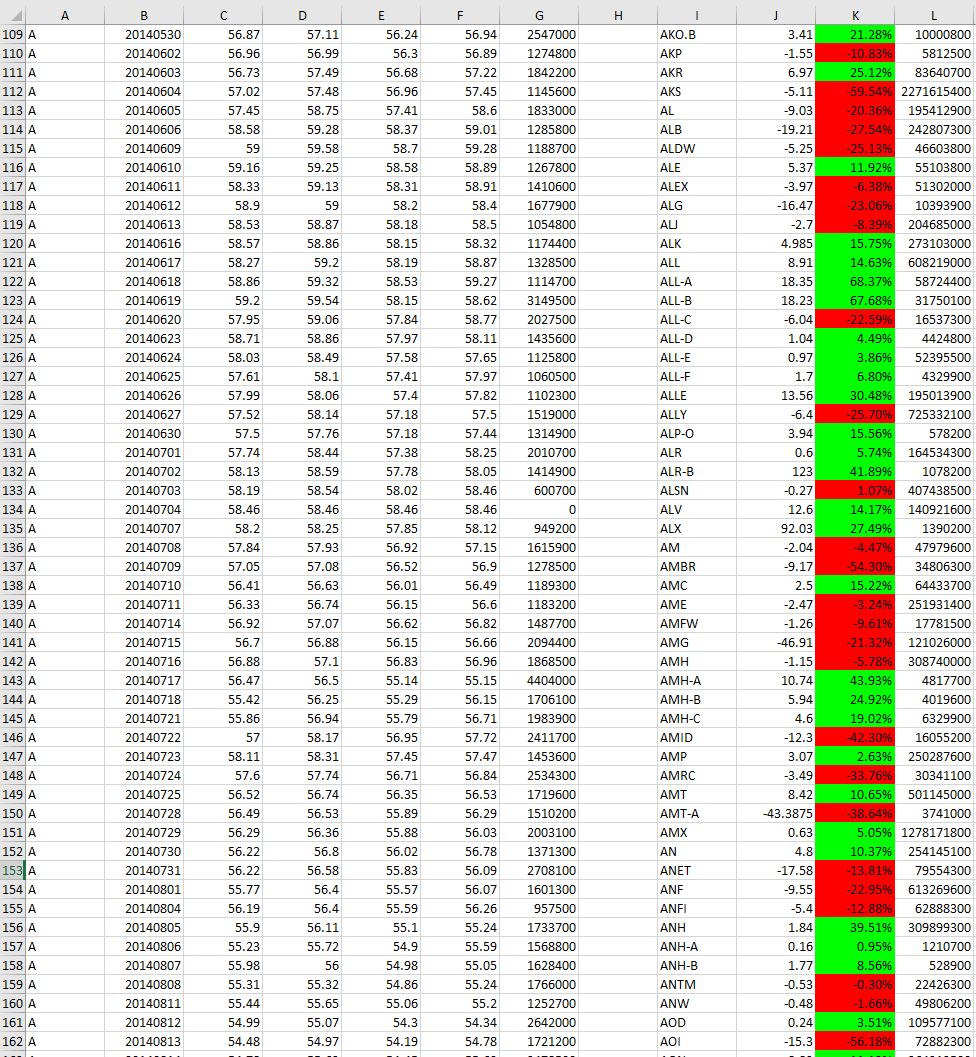 A B C D E F G H I J K L
109 A 20140530 56.87 57.11 56.24 56.94 2547000 AKO.B 3.41 21.28% 10000800
110 A 20140602 56.96 56.99 56.3 56.89 1274800 AKP -1.55 -10.83% 5812500
111 A 20140603 56.73 57.49 56.68 57.22 1842200 AKR 6.97 25.12% 83640700
112 A 20140604 57.02 57.48 56.96 57.45 1145600 AKS -5.11 -59.54% 2271615400
113 A 20140605 57.45 58.75 57.41 58.6 1833000 AL -9.03 -20.36% 195412900
114 A 20140606 58.58 59.28 58.37 59.01 1285800 ALB -19.21 -27.54% 242807300
115 A 20140609 59 59.58 58.7 59.28 1188700 ALDW -5.25 -25.13% 46603800
116 A 20140610 59.16 59.25 58.58 58.89 1267800 ALE 5.37 11.92% 55103800
117 A 20140611 58.33 59.13 58.31 58.91 1410600 ALEX -3.97 -6.38% 51302000
118 A 20140612 58.9 59 58.2 58.4 1677900 ALG -16.47 -23.06% 10393900
119 A 20140613 58.53 58.87 58.18 58.5 1054800 ALJ -2.7 -8.39% 204685000
120 A 20140616 58.57 58.86 58.15 58.32 1174400 ALK 4.985 15.75% 273103000
121 A 20140617 58.27 59.2 58.19 58.87 1328500 ALL 8.91 14.63% 608219000
122 A 20140618 58.86 59.32 58.53 59.27 1114700 ALL-A 18.35 68.37% 58724400
123 A 20140619 59.2 59.54 58.15 58.62 3149500 ALL-B 18.23 67.68% 31750100
124 A 20140620 57.95 59.06 57.84 58.77 2027500 ALL-C -6.04 -22.59% 16537300
125 A 20140623 58.71 58.86 57.97 58.11 1435600 ALL-D 1.04 4.49% 4424800
126 A 20140624 58.03 58.49 57.58 57.65 1125800 ALL-E 0.97 3.86% 52395500
127 A 20140625 57.61 58.1 57.41 57.97 1060500 ALL-F 1.7 6.80% 4329900
128 A 20140626 57.99 58.06 57.4 57.82 1102300 ALLE 13.56 30.48% 195013900
129 A 20140627 57.52 58.14 57.18 57.5 1519000 ALLY -6.4 -25.70% 725332100
130 A 20140630 57.5 57.76 57.18 57.44 1314900 ALP-O 3.94 15.56% 578200
131 A 20140701 57.74 58.44 57.38 58.25 2010700 ALR 0.6 5.74% 164534300
132 A 20140702 58.13 58.59 57.78 58.05 1414900 ALR-B 123 41.89% 1078200
133 A 20140703 58.19 58.54 58.02 58.46 600700 ALSN -0.27 1.07% 407438500
134 A 20140704 58.46 58.46 58.46 58.46 0 ALV 12.6 14.17% 140921600
135 A 20140707 58.2 58.25 57.85 58.12 949200 ALX 92.03 27.49% 1390200
136 A 20140708 57.84 57.93 56.92 57.15 1615900 AM -2.04 -4.47% 47979600
137 A 20140709 57.05 57.08 56.52 56.9 1278500 AMBR -9.17 -54.30% 34806300
138 A 20140710 56.41 56.63 56.01 56.49 1189300 AMC 2.5 15.22% 64433700
139 A 20140711 56.33 56.74 56.15 56.6 1183200 AME -2.47 -3.24% 251931400
140 A 20140714 56.92 57.07 56.62 56.82 1487700 AMFW -1.26 -9.61% 17781500
141 A 20140715 56.7 56.88 56.15 56.66 2094400 AMG -46.91 -21.32% 121026000
142 A 20140716 56.88 57.1 56.83 56.96 1868500 AMH -1.15 -5.78% 308740000
143 A 20140717 56.47 56.5 55.14 55.15 4404000 AMH-A 10.74 43.93% 4817700
144 A 20140718 55.42 56.25 55.29 56.15 1706100 AMH-B 5.94 24.92% 4019600
145 A 20140721 55.86 56.94 55.79 56.71 1983900 AMH-C 4.6 19.02% 6329900
146 A 20140722 57 58.17 56.95 57.72 2411700 AMID -12.3 -42.30% 16055200
147 A 20140723 58.11 58.31 57.45 57.47 1453600 AMP 3.07 2.63% 250287600
148 A 20140724 57.6 57.74 56.71 56.84 2534300 AMRC -3.49 -33.76% 30341100
149 A 20140725 56.52 56.74 56.35 56.53 1719600 AMT 8.42 10.65% 501145000
150 A 20140728 56.49 56.53 55.89 56.29 1510200 AMT-A -43.3875 -38.64% 3741000
151 A 20140729 56.29 56.36 55.88 56.03 2003100 AMX 0.63 5.05% 1278171800
152 A 20140730 56.22 56.8 56.02 56.78 1371300 AN 4.8 10.37% 254145100
153 A 20140731 56.22 56.58 55.83 56.09 2708100 ANET -17.58 -13.81% 79554300
154 A 20140801 55.77 56.4 55.57 56.07 1601300 ANF -9.55 -22.95% 613269600
155 A 20140804 56.19 56.4 55.59 56.26 957500 ANFI -5.4 -12.88% 62888300
156 A 20140805 55.9 56.11 55.1 55.24 1733700 ANH 1.84 39.51% 309899300
157 A 20140806 55.23 55.72 54.9 55.59 1568800 ANH-A 0.16 0.95% 1210700
158 A 20140807 55.98 56 54.98 55.05 1628400 ANH-B 1.77 8.56% 528900
159 A 20140808 55.31 55.32 54.86 55.24 1766000 ANTM -0.53 -0.30% 22426300
160 A 20140811 55.44 55.65 55.06 55.2 1252700 ANW -0.48 -1.66% 49806200
161 A 20140812 54.99 55.07 54.3 54.34 2642000 AOD 0.24 3.51% 109577100
162 A 20140813 54.48 54.97 54.19 54.78 1721200 AOI -15.3 -56.18% 72882300